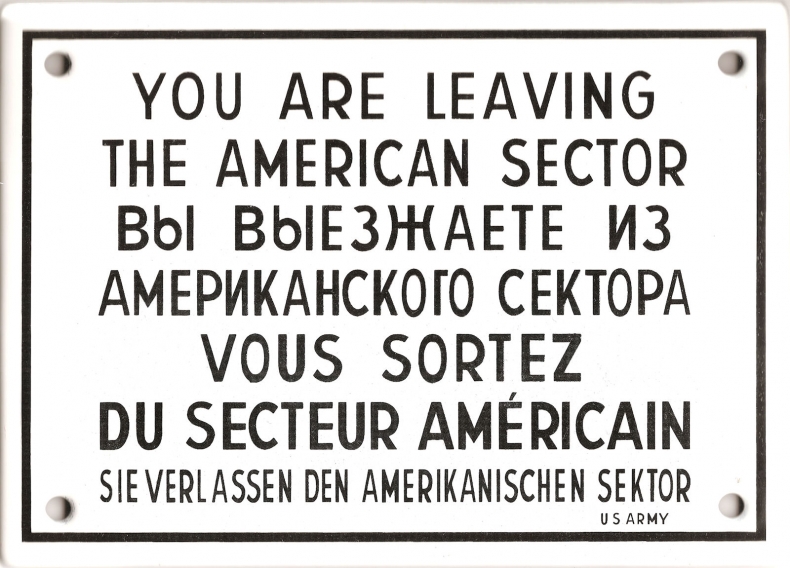 YOU ARE LEAVING
THE AMERICAN SECTOR
ВЫ ВЫЕЗЖАЕТЕ ИЗ
АМЕРИКАНСКОГО СЕКТОРА
VOUS SORTEZ
DU SECTEUR AMÉRICAIN
SIE VERLASSEN DEN AMERIKANISCHEN SEKTOR
US ARMY